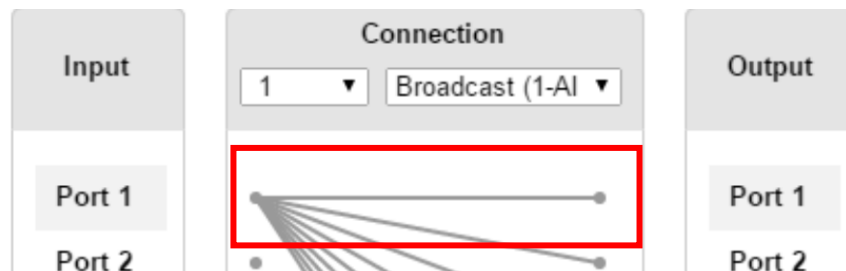 Input
Connection
Output
1
Broadcast (1-Al
Port 1
Port 1
Port 2
Port 2